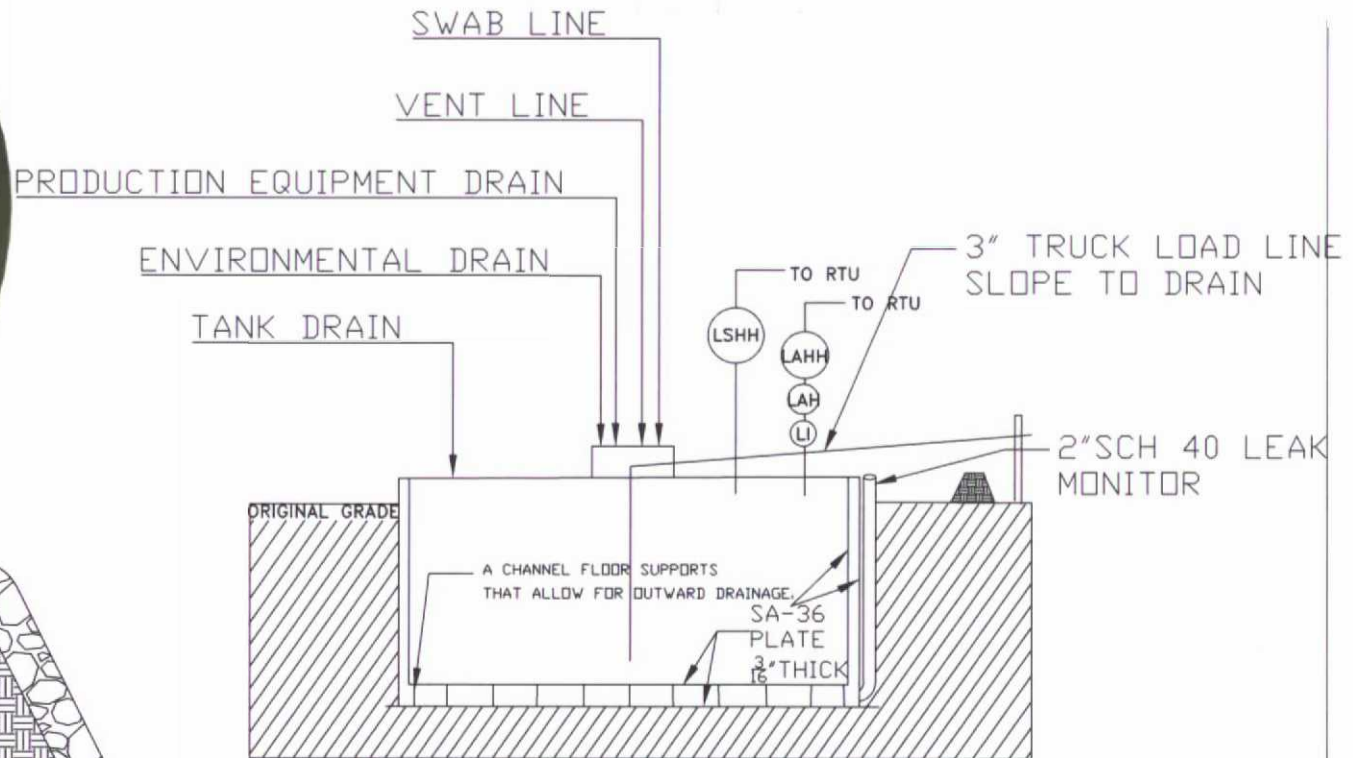 SWAB LINE
VENT LINE
PRODUCTION EQUIPMENT DRAIN
ENVIRONMENTAL DRAIN
TANK DRAIN
TO RTU
TO RTU
3" TRUCK LOAD LINE
SLOPE TO DRAIN
LSHH
LAHH
LAH
LI
2"SCH 40 LEAK
MONITOR
ORIGINAL GRADE
A CHANNEL FLOOR SUPPORTS
THAT ALLOW FOR OUTWARD DRAINAGE.
SA-36
PLATE
3/16"THICK